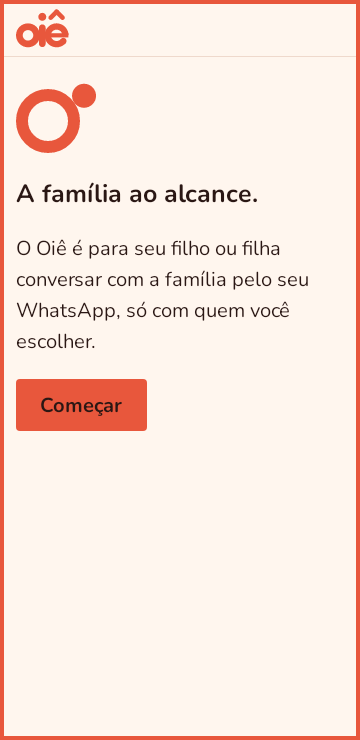 oiê
A família ao alcance.
O Oiê é para seu filho ou filha
conversar com a família pelo seu
WhatsApp, só com quem você
escolher.
Começar